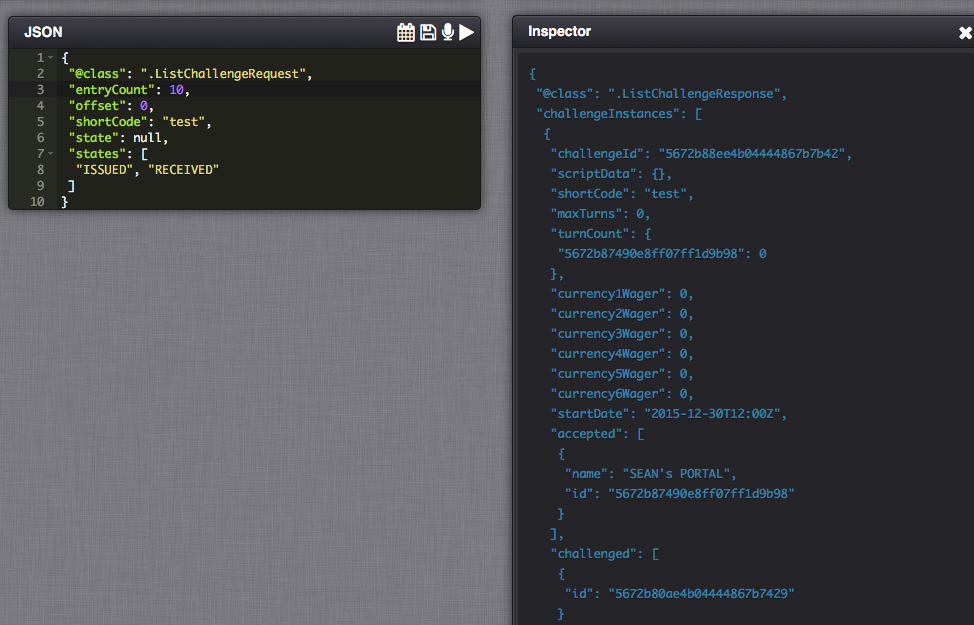 JSON
1 {
2 "@class": ".ListChallengeRequest",
3 "entryCount": 10,
4 "offset": 0,
5 "shortCode": "test",
6 "state": null,
7 "states": [
8 "ISSUED", "RECEIVED"
9 ]
10 }
Inspector
{
"@class": ".ListChallengeResponse",
"challengeInstances": [
{
"challengeId": "5672b88ee4b04444867b7b42",
"scriptData": {},
"shortCode": "test",
"maxTurns": 0,
"turnCount": {
"5672b87490e8ff07ff1d9b98": 0
},
"currency1Wager": 0,
"currency2Wager": 0,
"currency3Wager": 0,
"currency4Wager": 0,
"currency5Wager": 0,
"currency6Wager": 0,
"startDate": "2015-12-30T12:00Z",
"accepted": [
{
"name": "SEAN's PORTAL",
"id": "5672b87490e8ff07ff1d9b98"
}
],
"challenged": [
{
"id": "5672b80ae4b04444867b7429"
}